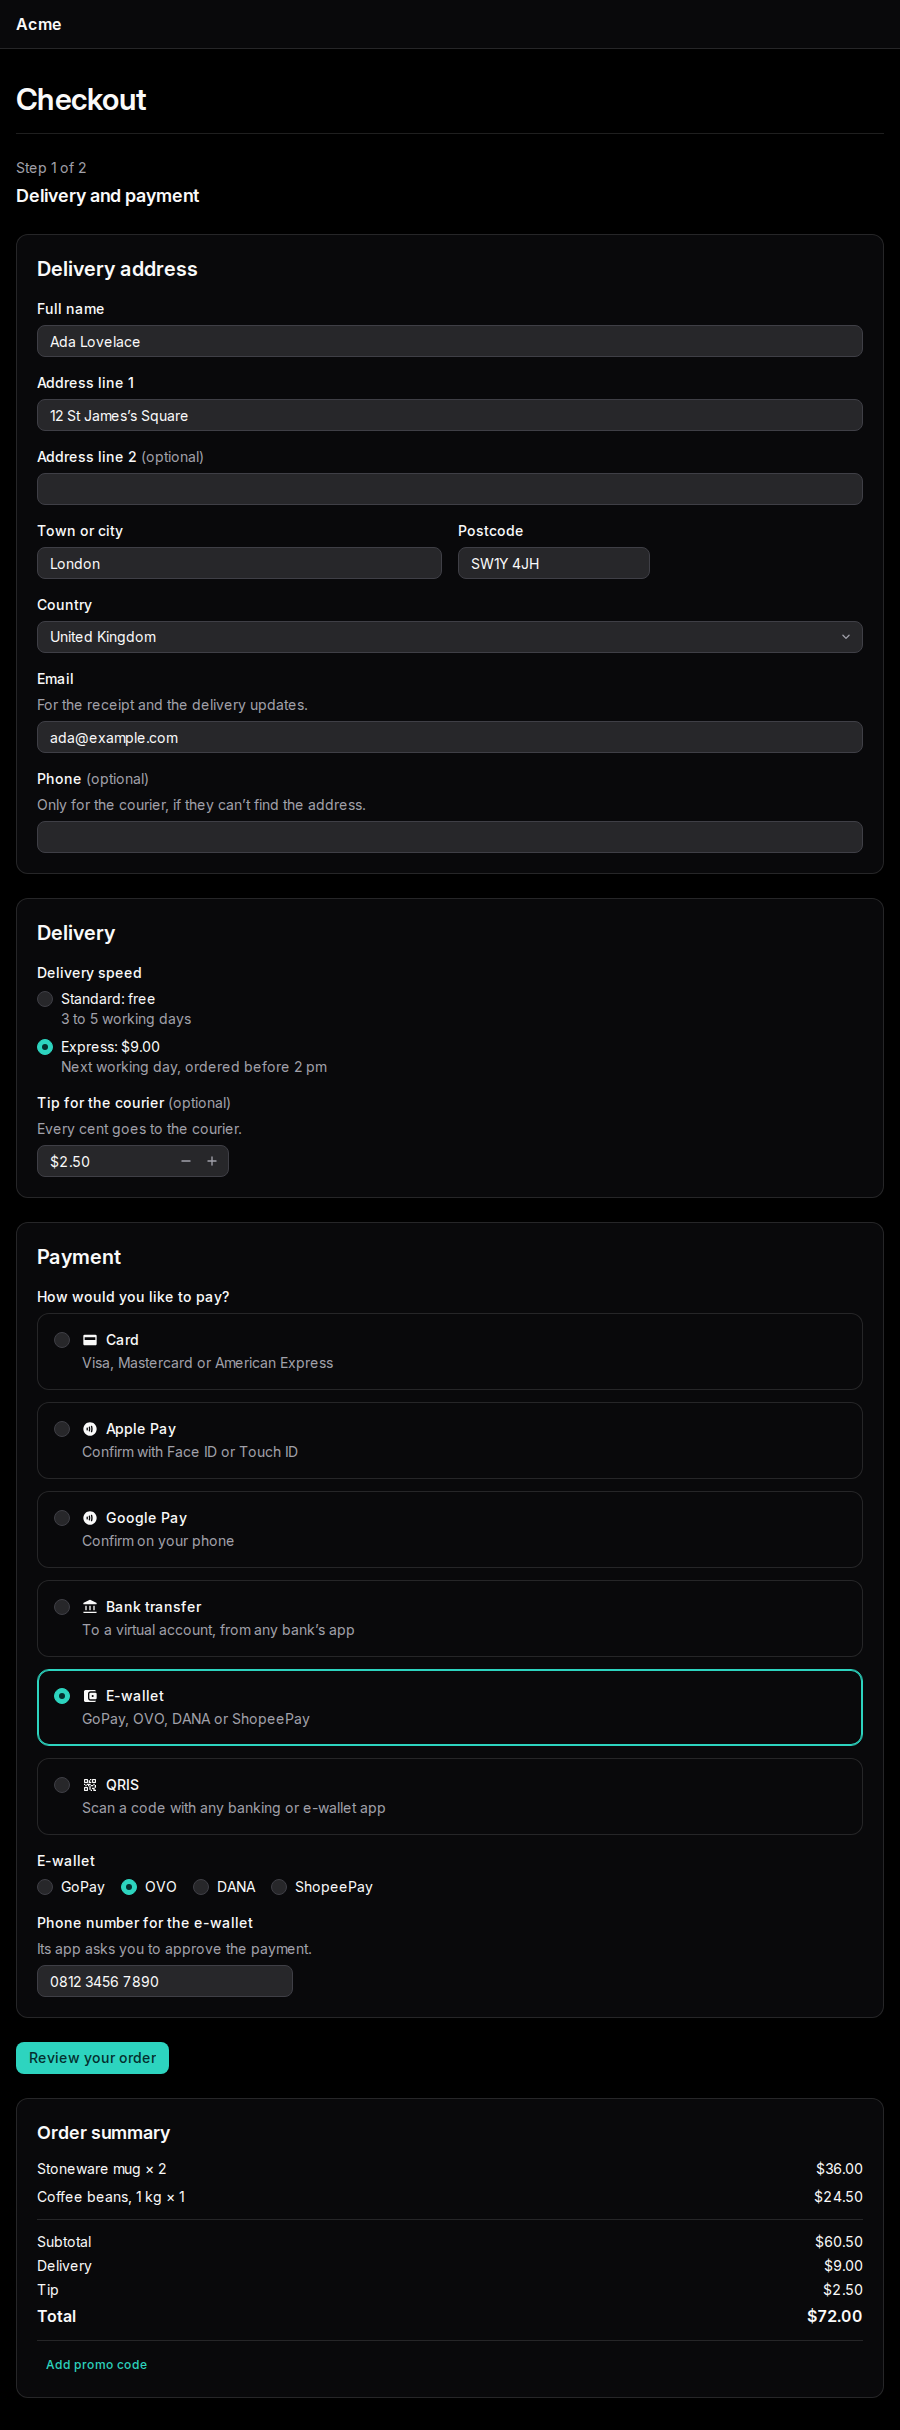 Acme
Checkout
Step 1 of 2
Delivery and payment
Delivery address
Full name
Ada Lovelace
Address line 1
12 St James’s Square
Address line 2 (optional)
Town or city
Postcode
London
SW1Y 4JH
Country
United Kingdom
Email
For the receipt and the delivery updates.
ada@example.com
Phone (optional)
Only for the courier, if they can’t find the address.
Delivery
Delivery speed
Standard: free
3 to 5 working days
Express: $9.00
Next working day, ordered before 2 pm
Tip for the courier (optional)
Every cent goes to the courier.
$2.50
Payment
How would you like to pay?
Card
Visa, Mastercard or American Express
Apple Pay
Confirm with Face ID or Touch ID
Google Pay
Confirm on your phone
Bank transfer
To a virtual account, from any bank’s app
E-wallet
GoPay, OVO, DANA or ShopeePay
QRIS
Scan a code with any banking or e-wallet app
E-wallet
GoPay OVO DANA ShopeePay
Phone number for the e-wallet
Its app asks you to approve the payment.
0812 3456 7890
Review your order
Order summary
Stoneware mug × 2 $36.00
Coffee beans, 1 kg × 1 $24.50
Subtotal $60.50
Delivery $9.00
Tip $2.50
Total $72.00
Add promo code